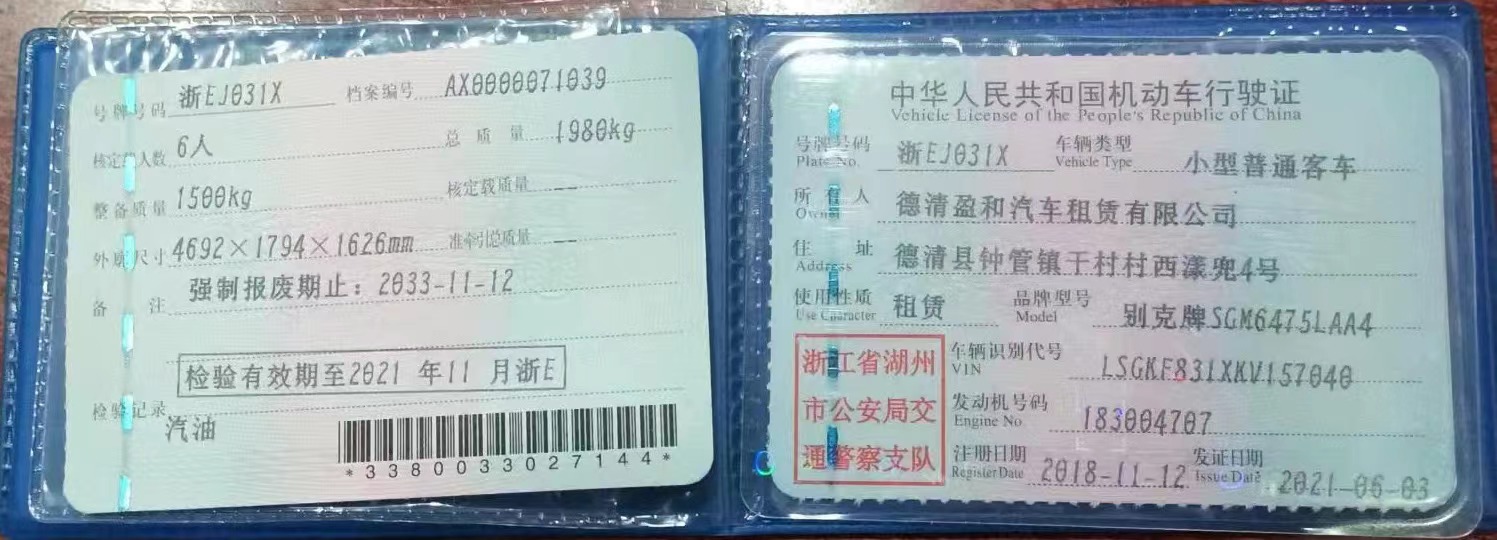 号牌号码 浙EJ031X 档案编号 AX0000071039
核定载人数 6人 总质量 1980kg
整备质量 1500kg 核定载质量 --
外廓尺寸 4692×1794×1626mm 准牵引总质量 --
备注 强制报废期止：2033-11-12
检验有效期至2021 年11 月浙E
检验记录
汽油
*3380033027144*
中华人民共和国机动车行驶证
Vehicle License of the People's Republic of China
号牌号码 浙EJ031X 车辆类型 小型普通客车
Plate No. Vehicle Type
所有人 德清盈和汽车租赁有限公司
Owner
住址 德清县钟管镇干村村西漾兜4号
Address
使用性质 租赁 品牌型号 别克牌SGM6475LAA4
Use Character Model
浙江省湖州
市公安局交
通警察支队
车辆识别代号 LSGKF831XKV157040
VIN
发动机号码 183004707
Engine No.
注册日期 2018-11-12 发证日期 2021-06-03
Register Date Issue Date